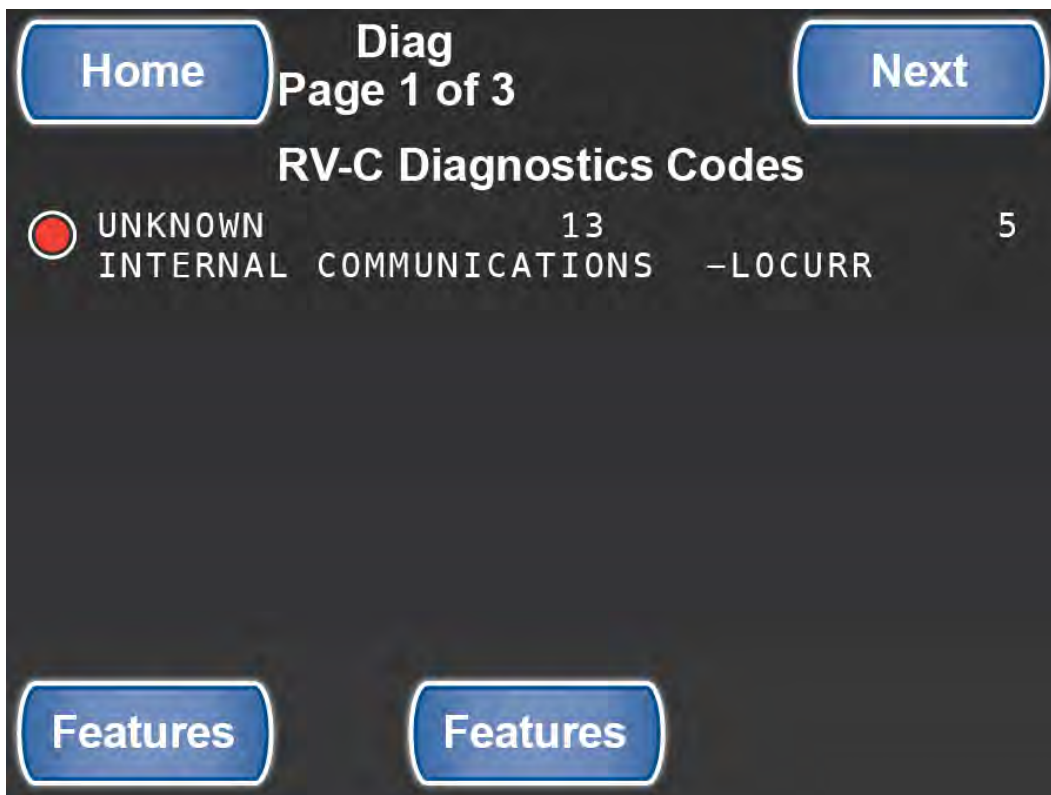 Home
Diag
Page 1 of 3
Next
RV-C Diagnostics Codes
UNKNOWN 13 5
INTERNAL COMMUNICATIONS –LOCURR
Features
Features